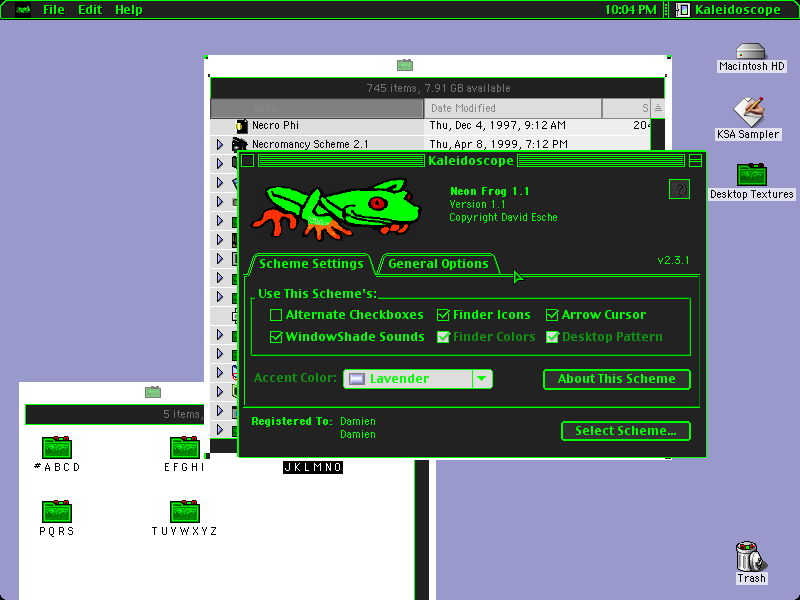 File Edit Help
10:04 PM Kaleidoscope
Macintosh HD
KSA Sampler
Desktop Textures
Trash
745 items, 7.91 GB available
Name Date Modified S
Necro Phi Thu, Dec 4, 1997, 9:12 AM 204
Necromancy Scheme 2.1 Thu, Apr 8, 1999, 7:12 PM
Kaleidoscope
Neon Frog 1.1
Version 1.1
Copyright David Esche
?
v2.3.1
Scheme Settings General Options
Use This Scheme's:
Alternate Checkboxes Finder Icons Arrow Cursor
WindowShade Sounds Finder Colors Desktop Pattern
Accent Color: Lavender About This Scheme
Registered To: Damien
Damien
Select Scheme...
5 items,
#ABCD EFGHI JKLMNO
PQRS TUVWXYZ